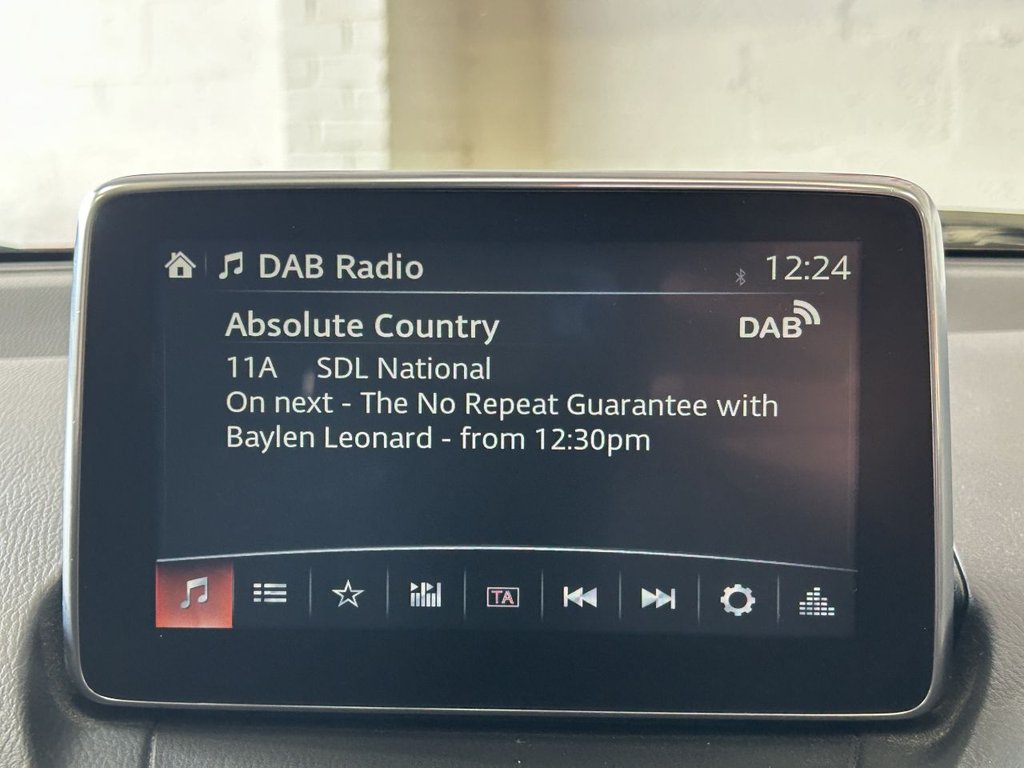 DAB Radio 12:24
Absolute Country DAB
11A SDL National
On next - The No Repeat Guarantee with
Baylen Leonard - from 12:30pm
TA